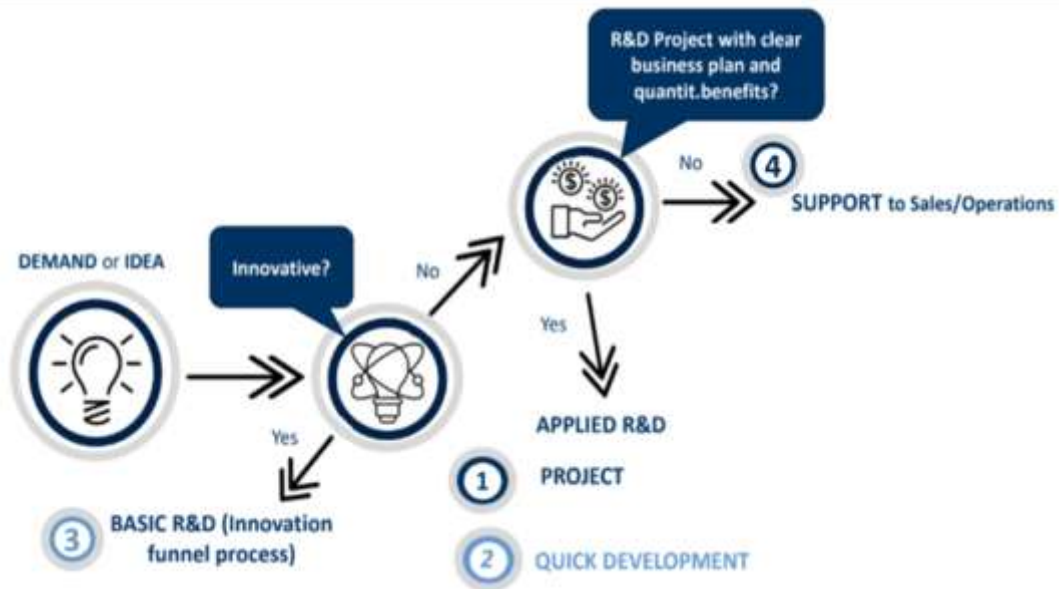 R&D Project with clear
business plan and
quantit.benefits?
No
4
SUPPORT to Sales/Operations
DEMAND or IDEA
Innovative?
No
Yes
APPLIED R&D
1 PROJECT
2 QUICK DEVELOPMENT
Yes
3 BASIC R&D (Innovation
funnel process)
$
$